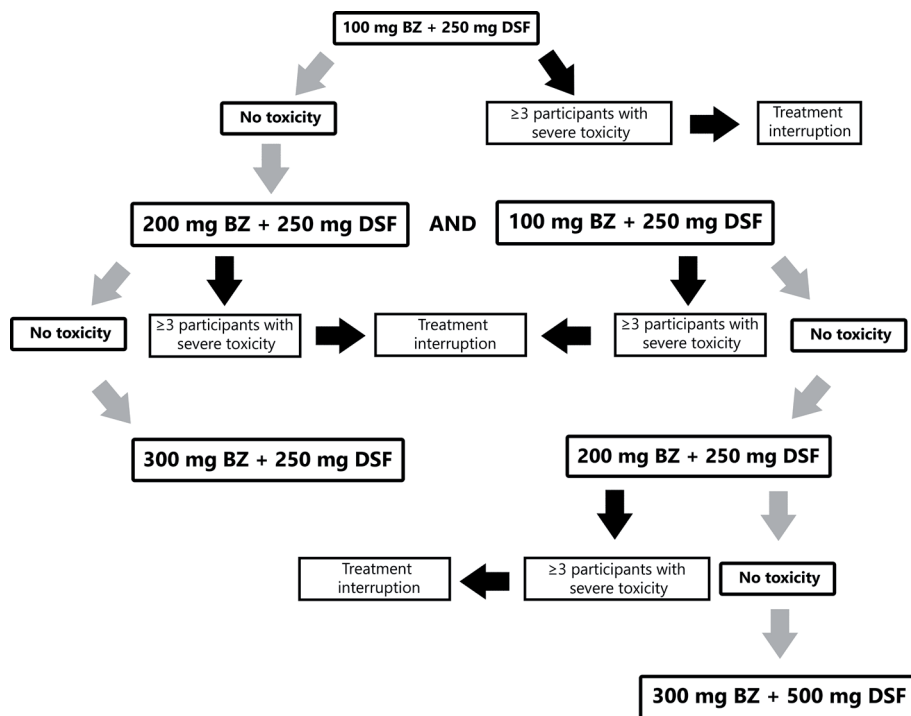 100 mg BZ + 250 mg DSF
No toxicity
≥3 participants with
severe toxicity
Treatment
interruption
200 mg BZ + 250 mg DSF
AND
100 mg BZ + 250 mg DSF
No toxicity
≥3 participants with
severe toxicity
Treatment
interruption
≥3 participants with
severe toxicity
No toxicity
300 mg BZ + 250 mg DSF
200 mg BZ + 250 mg DSF
Treatment
interruption
≥3 participants with
severe toxicity
No toxicity
300 mg BZ + 500 mg DSF